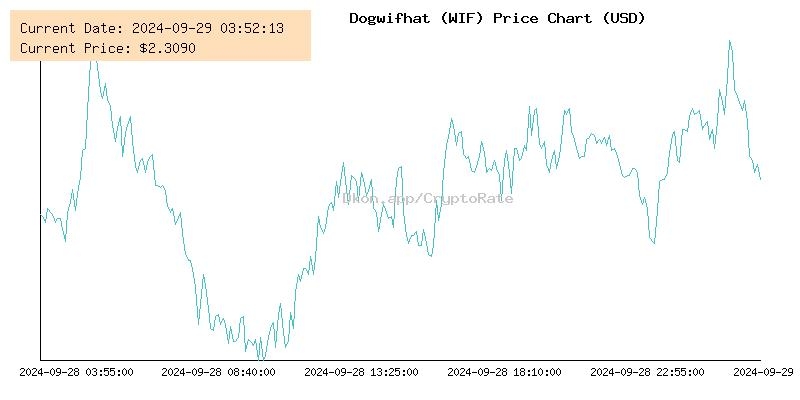 Dogwifhat (WIF) Price Chart (USD)
Current Date: 2024-09-29 03:52:13
Current Price: $2.3090
Dkon.app/CryptoRate
2024-09-28 03:55:00 2024-09-28 08:40:00 2024-09-28 13:25:00 2024-09-28 18:10:00 2024-09-28 22:55:00 2024-09-29